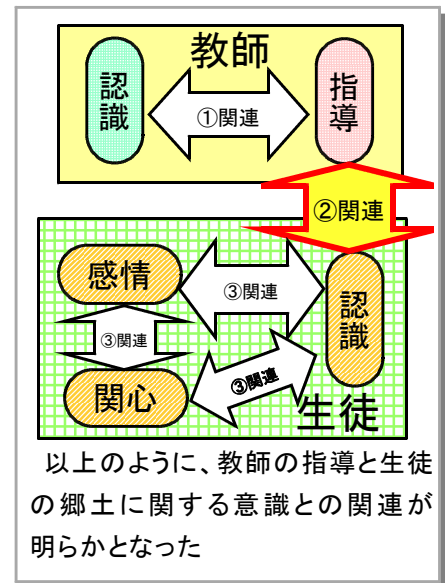 教師
認識
①関連
指導
②関連
感情
③関連
認識
③関連
③関連
関心
生徒
以上のように、教師の指導と生徒
の郷土に関する意識との関連が
明らかとなった